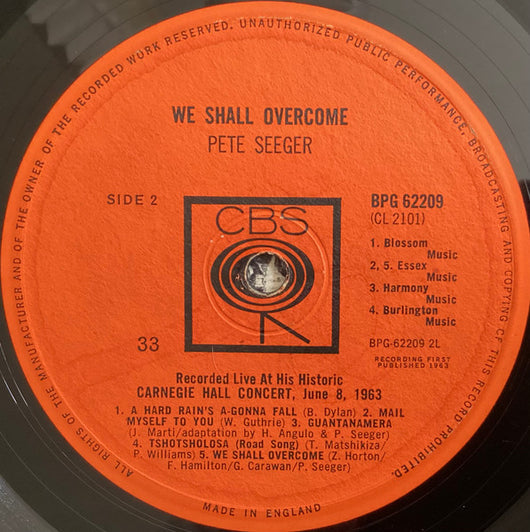 ALL RIGHTS OF THE MANUFACTURER AND OF THE OWNER OF THE RECORDED WORK RESERVED. UNAUTHORIZED PUBLIC PERFORMANCE, BROADCASTING AND COPYING OF THIS RECORD PROHIBITED.
WE SHALL OVERCOME
PETE SEEGER
SIDE 2
BPG 62209
(CL 2101)
CBS
1. Blossom
Music
2, 5. Essex
Music
3. Harmony
Music
4. Burlington
Music
33
BPG-62209 2L
RECORDING FIRST
PUBLISHED 1963
Recorded Live At His Historic
CARNEGIE HALL CONCERT, June 8, 1963
1. A HARD RAIN'S A-GONNA FALL (B. Dylan) 2. MAIL
MYSELF TO YOU (W. Guthrie) 3. GUANTANAMERA
(J. Marti/adaptation by H. Angulo & P. Seeger)
4. TSHOTSHOLOSA (Road Song) (T. Matshikiza/
P. Williams) 5. WE SHALL OVERCOME (Z. Horton/
F. Hamilton/G. Carawan/P. Seeger)
MADE IN ENGLAND